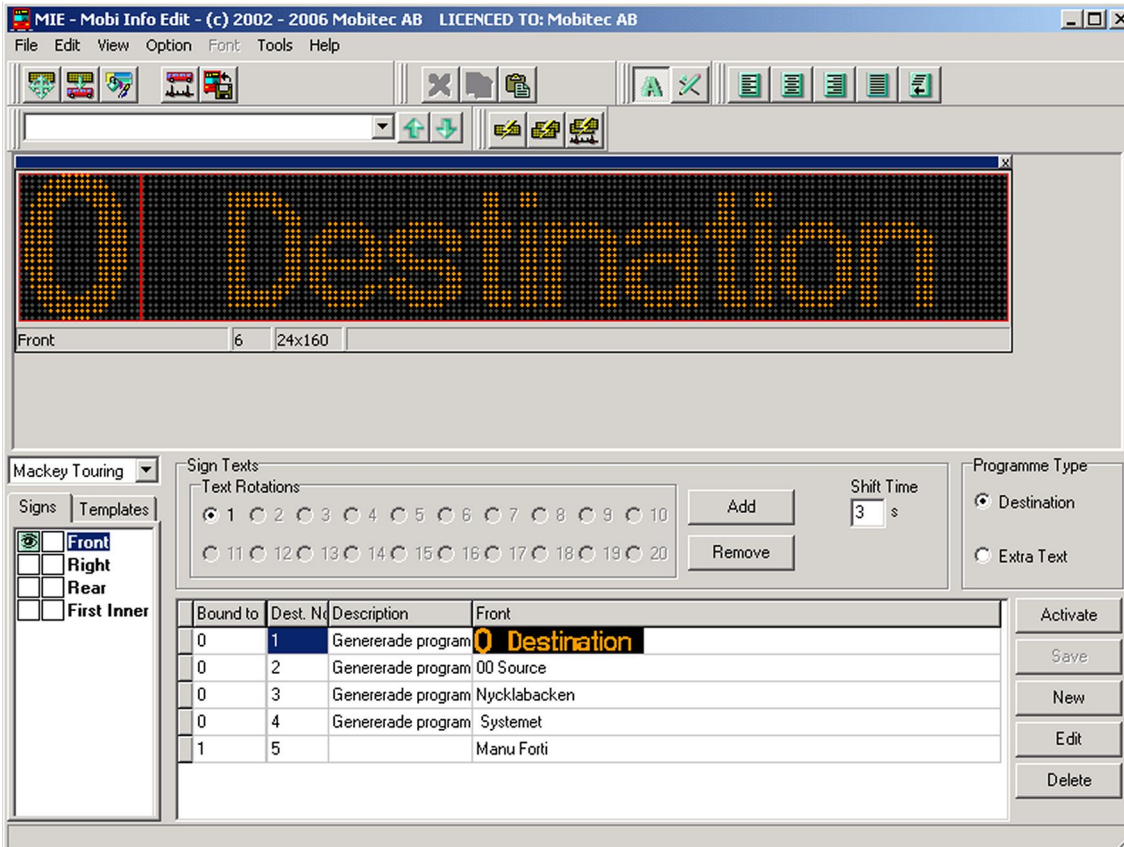 MIE - Mobi Info Edit - (c) 2002 - 2006 Mobitec AB LICENCED TO: Mobitec AB
File Edit View Option Font Tools Help
0 Destination
Front 6 24x160
Mackey Touring
Signs Templates
Front
Right
Rear
First Inner
Sign Texts
Text Rotations
1 2 3 4 5 6 7 8 9 10
11 12 13 14 15 16 17 18 19 20
Add
Remove
Shift Time
3 s
Programme Type
Destination
Extra Text
Bound to Dest. No Description Front
0 1 Genererade program 0 Destination
0 2 Genererade program 00 Source
0 3 Genererade program Nycklabacken
0 4 Genererade program Systemet
1 5 Manu Forti
Activate
Save
New
Edit
Delete